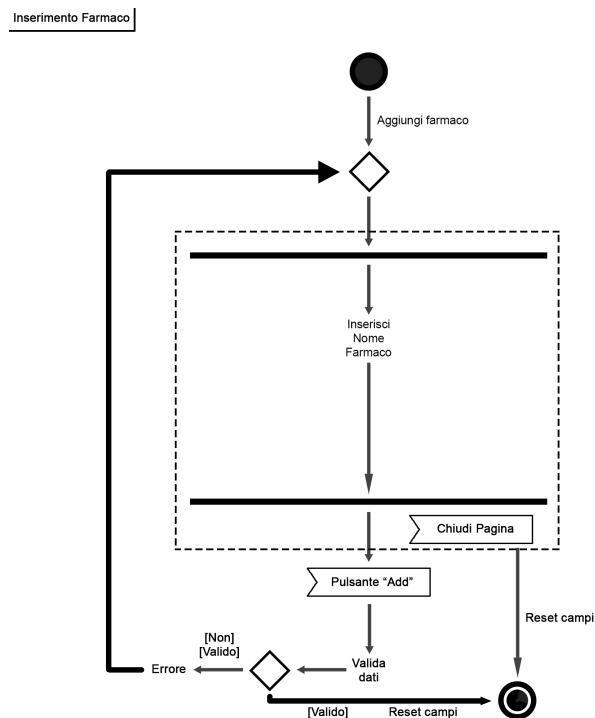 Inserimento Farmaco
Aggiungi farmaco
Inserisci
Nome
Farmaco
Chiudi Pagina
Pulsante “Add”
Reset campi
[Non]
[Valido]
Errore
Valida
dati
[Valido]
Reset campi